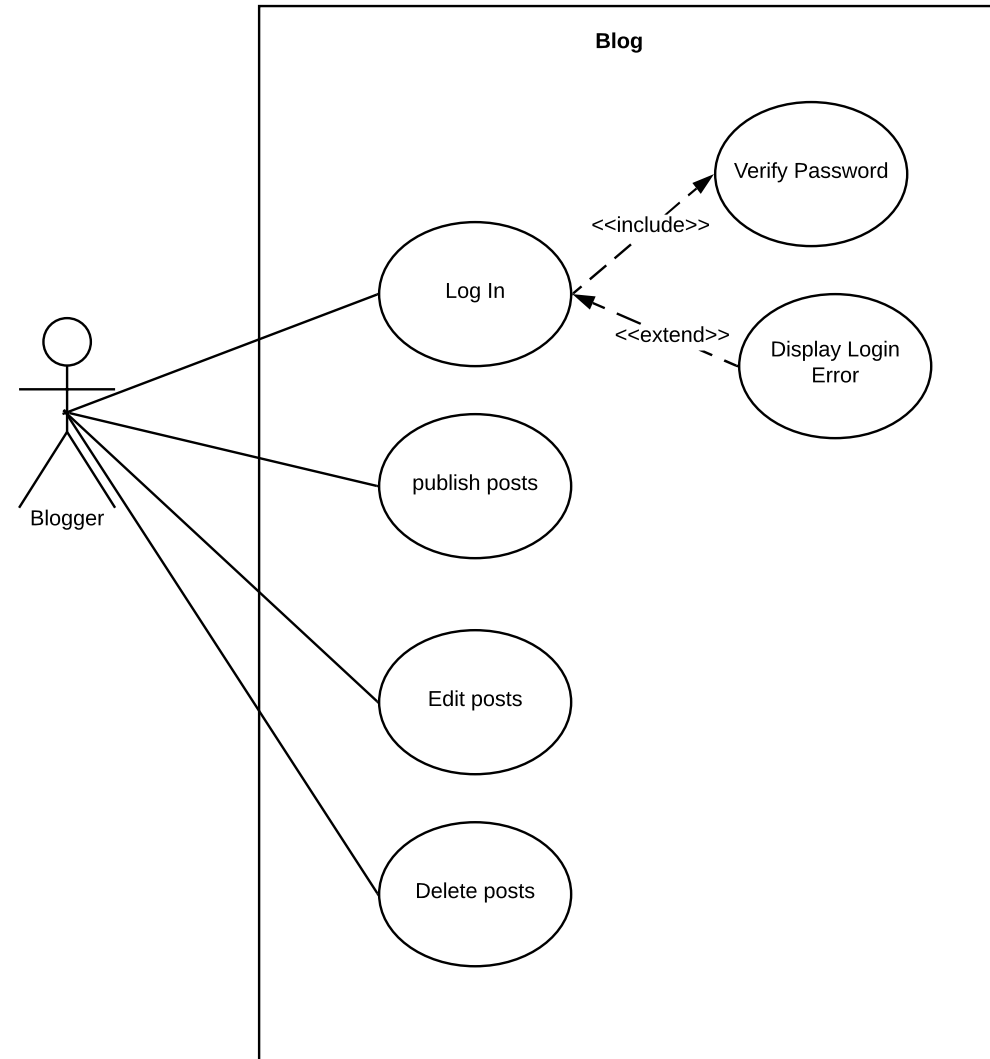 Blog
Verify Password
<<include>>
Log In
<<extend>>
Display Login
Error
publish posts
Blogger
Edit posts
Delete posts